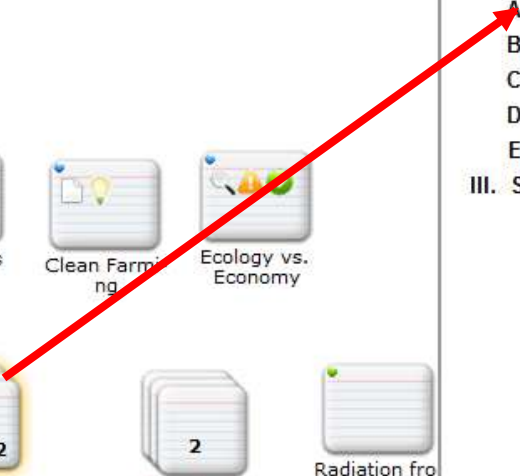 A
B
C
D
E
III. S
s
Clean Farmi
ng
Ecology vs.
Economy
2
2
Radiation fro